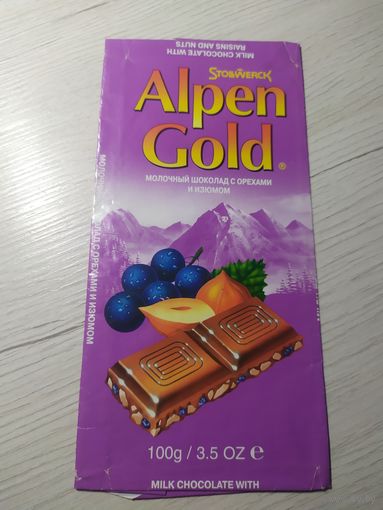 MILK CHOCOLATE WITH
RAISINS AND NUTS
STOLLWERCK
Alpen
Gold®
МОЛОЧНЫЙ ШОКОЛАД С ОРЕХАМИ
И ИЗЮМОМ
ЛАД С ОРЕХАМИ И ИЗЮМОМ
100g / 3.5 OZ ℮
MILK CHOCOLATE WITH